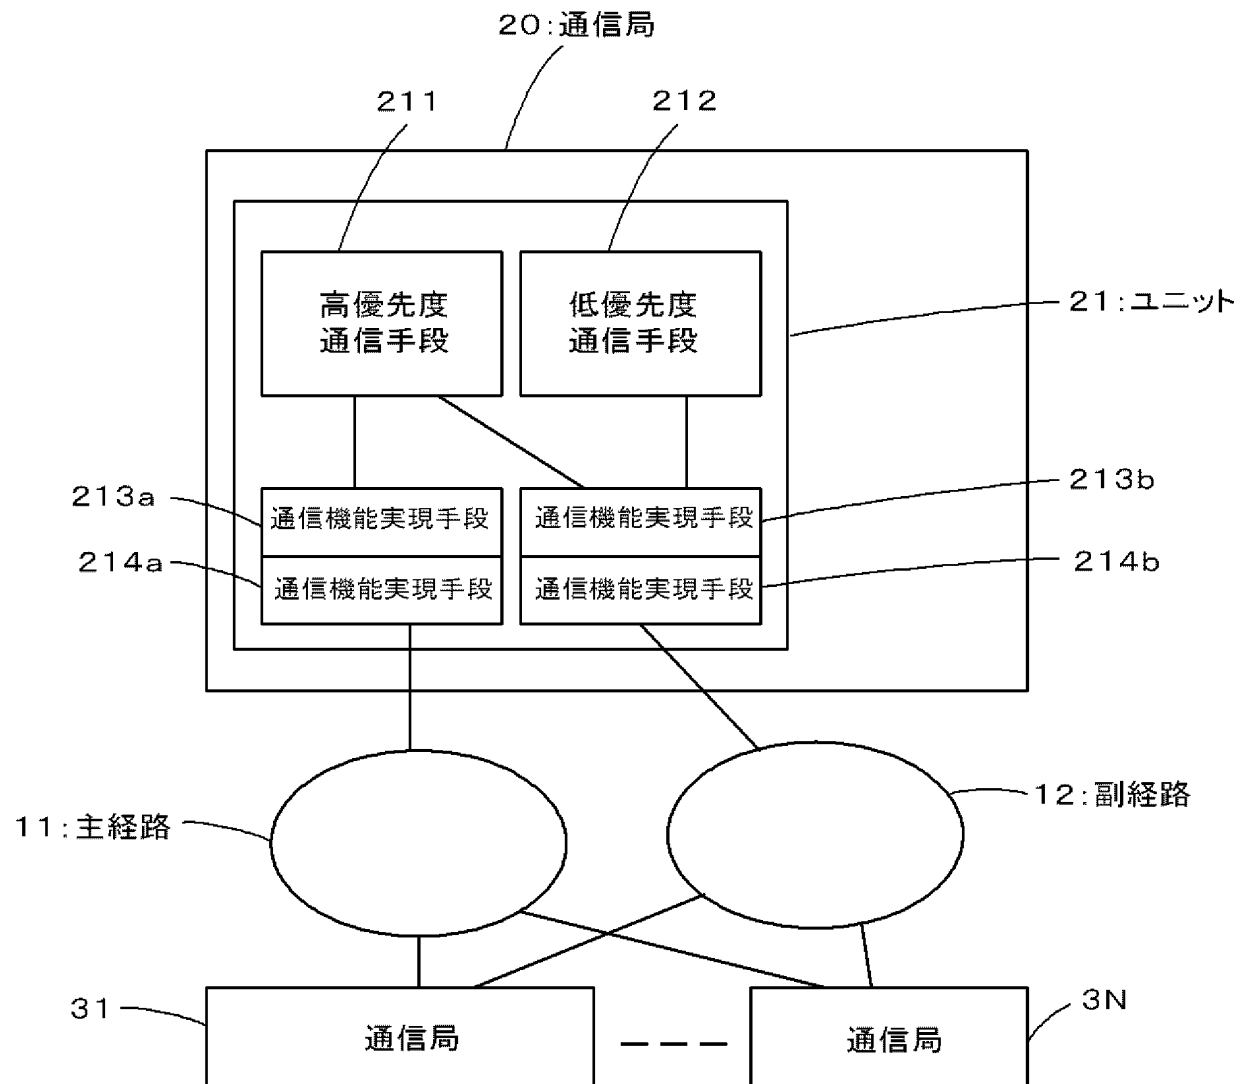 20:通信局
211
212
高優先度
通信手段
低優先度
通信手段
21:ユニット
213a
通信機能実現手段
通信機能実現手段
213b
214a
通信機能実現手段
通信機能実現手段
214b
11:主経路
12:副経路
31
通信局
通信局
3N